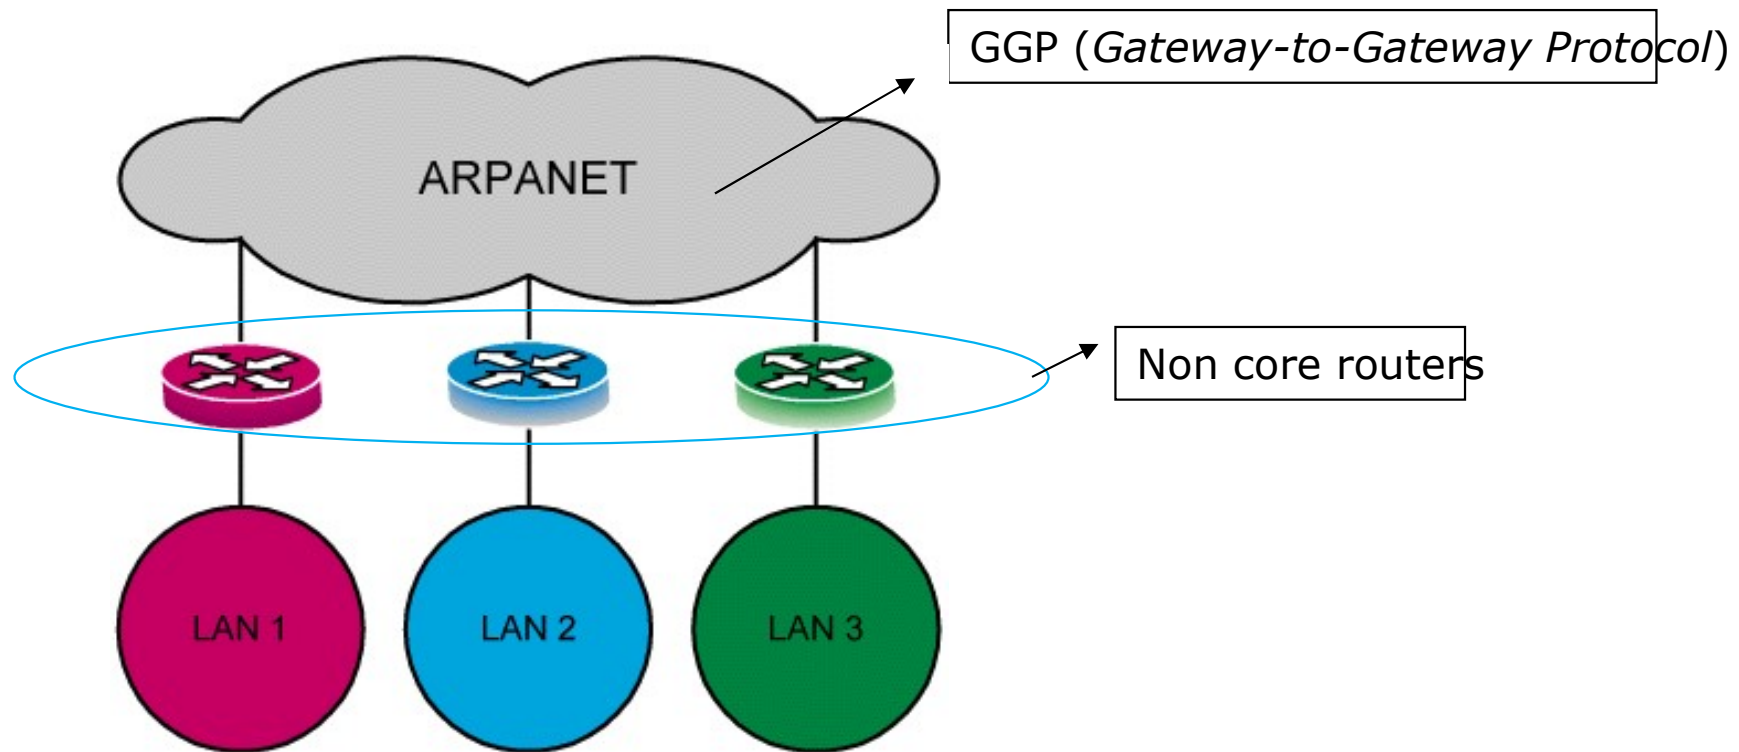 GGP (Gateway-to-Gateway Protocol)
ARPANET
Non core routers
LAN 1
LAN 2
LAN 3